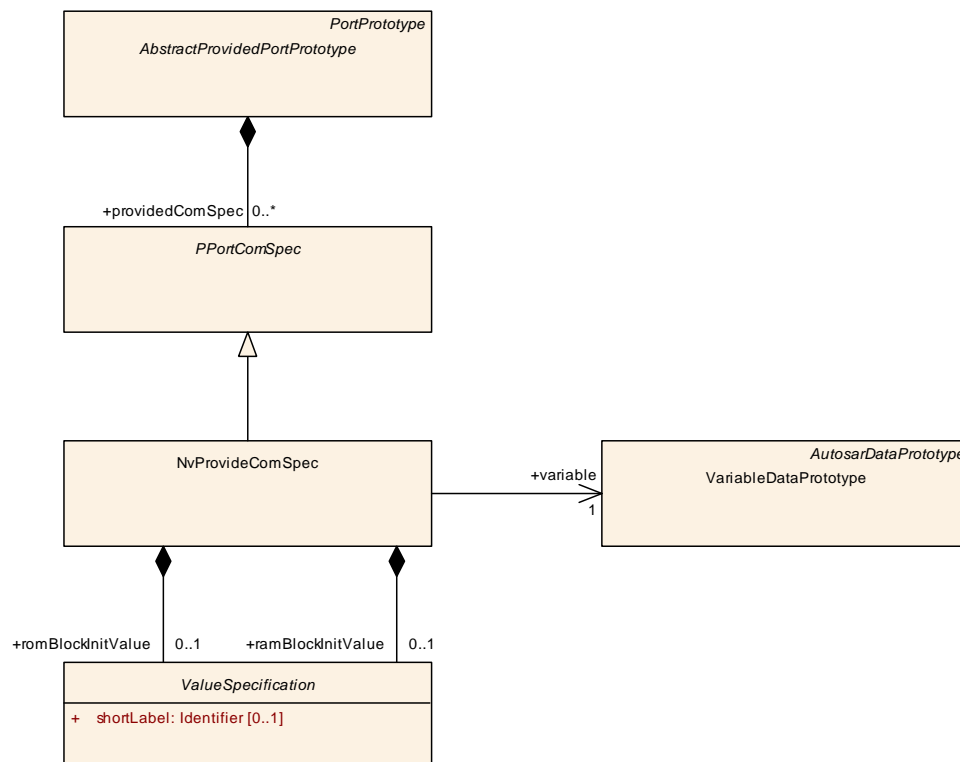 PortPrototype
AbstractProvidedPortPrototype
+providedComSpec 0..*
PPortComSpec
NvProvideComSpec
+variable
1
AutosarDataPrototype
VariableDataPrototype
+romBlockInitValue 0..1
+ramBlockInitValue 0..1
ValueSpecification
+ shortLabel: Identifier [0..1]